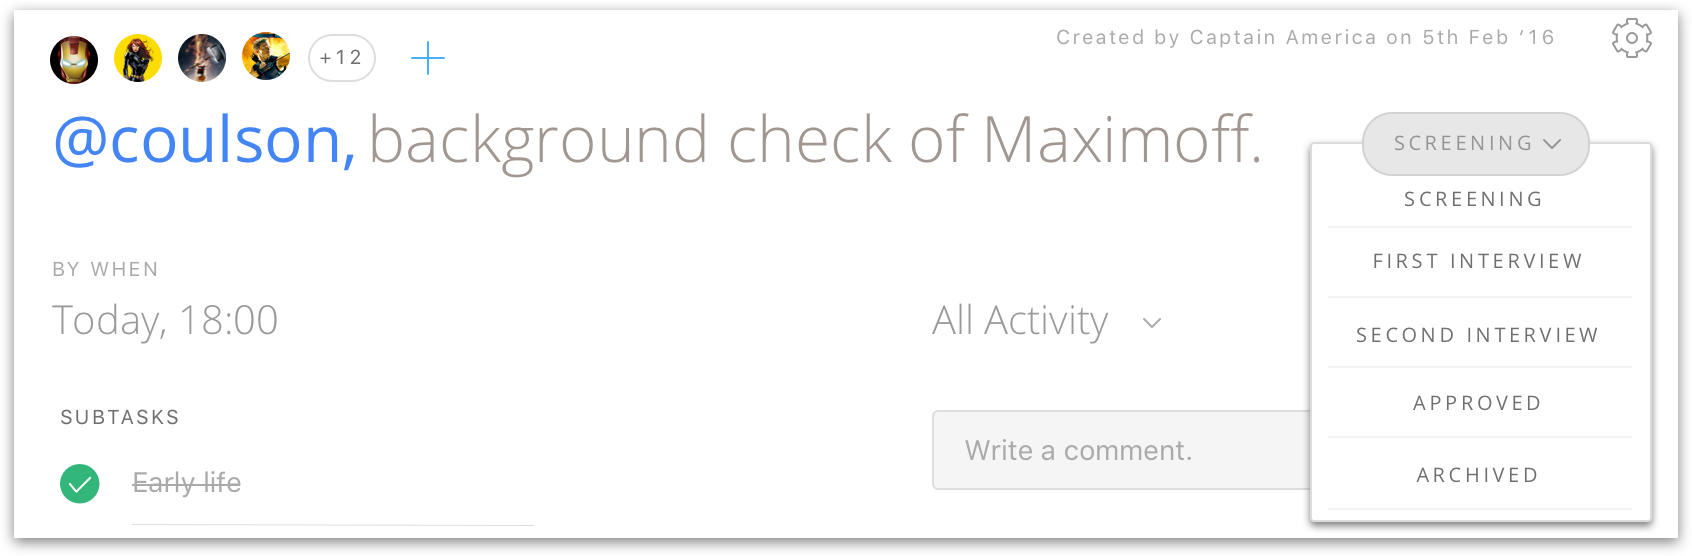 +12
Created by Captain America on 5th Feb ‘16
@coulson, background check of Maximoff.
SCREENING
SCREENING
FIRST INTERVIEW
SECOND INTERVIEW
APPROVED
ARCHIVED
BY WHEN
Today, 18:00
All Activity
SUBTASKS
Write a comment.
Early life